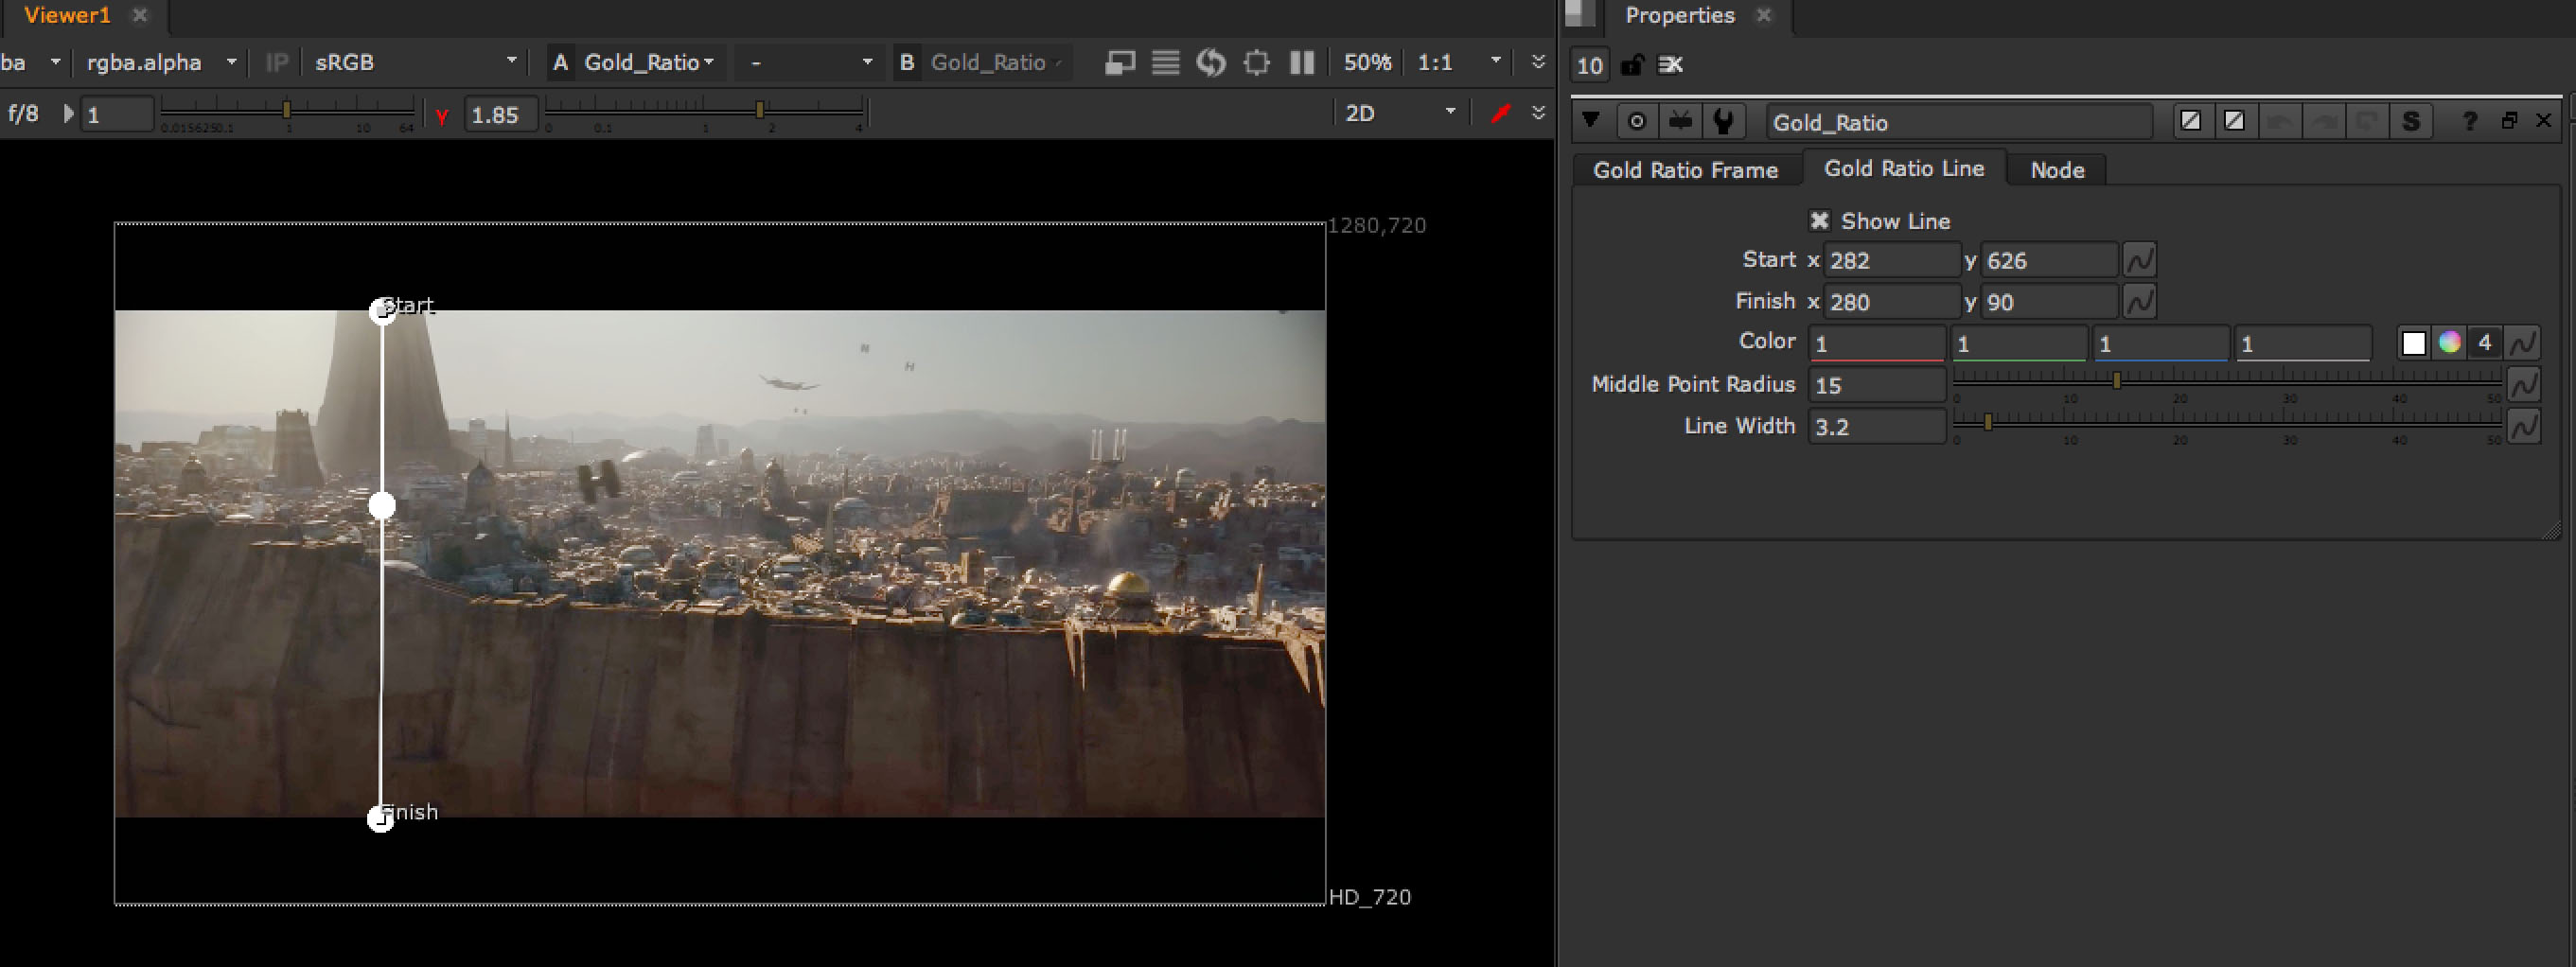 Viewer1
Properties
ba rgba.alpha IP sRGB A Gold_Ratio - B Gold_Ratio 50% 1:1
10
f/8 1 0.015625 0.1 1 10 64 γ 1.85 0 0.1 1 2 4 2D
Gold_Ratio S ?
Gold Ratio Frame Gold Ratio Line Node
1280,720
Show Line
Start x 282 y 626
Finish x 280 y 90
Color 1 1 1 1 4
Middle Point Radius 15 0 10 20 30 40 50
Line Width 3.2 0 10 20 30 40 50
Start
Finish
HD_720